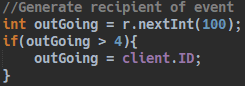 //Generate recipient of event
int outGoing = r.nextInt(100);
if(outGoing > 4){
    outGoing = client.ID;
}